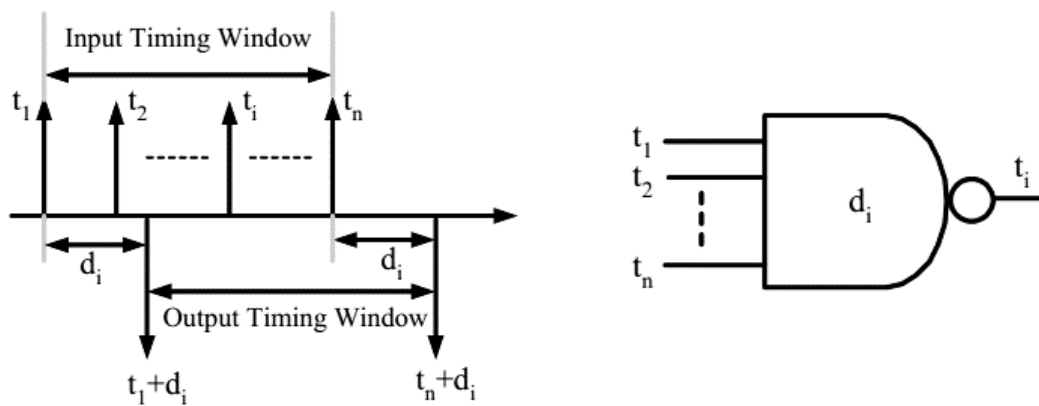 Input Timing Window
t₁ t₂ tᵢ tₙ
dᵢ dᵢ
Output Timing Window
t₁+dᵢ tₙ+dᵢ
t₁
t₂
tₙ
dᵢ
tᵢ